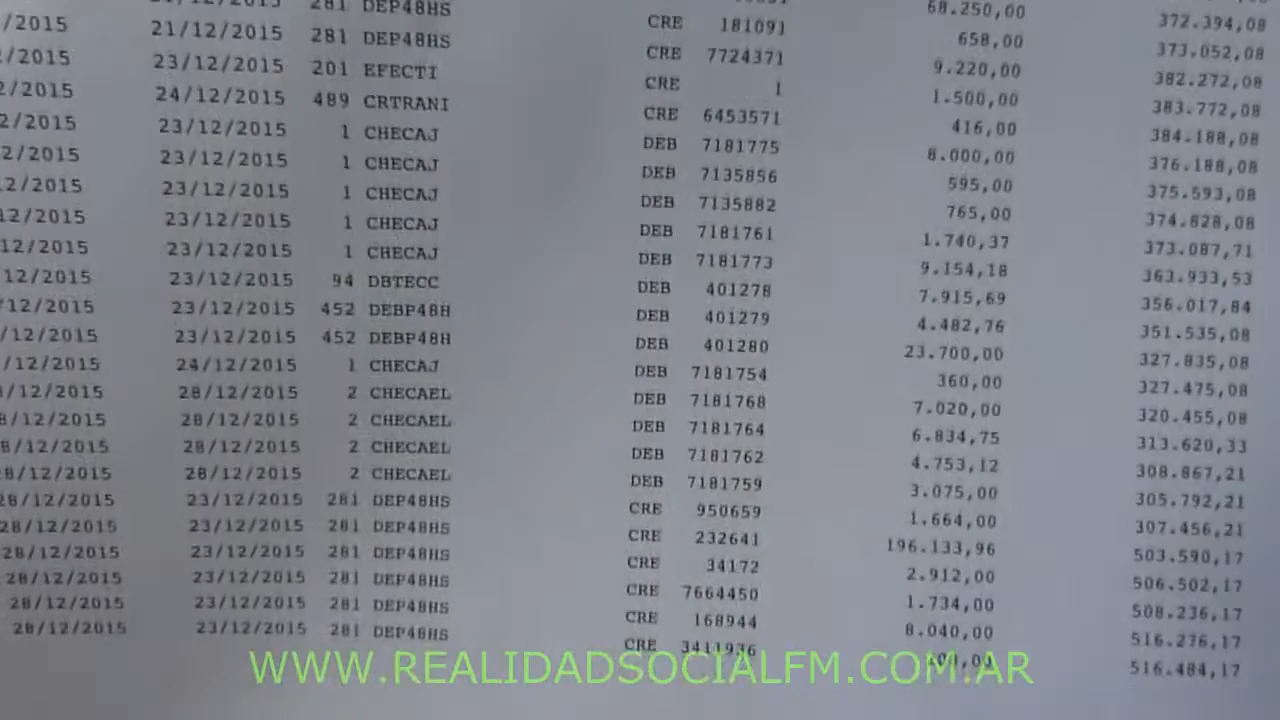 68.250,00 372.394,08
281 DEP48HS CRE 181091 658,00 373.052,08
/2015 21/12/2015 281 DEP48HS CRE 7724371 9.220,00 382.272,08
/2015 23/12/2015 201 EFECTI CRE 1 1.500,00 383.772,08
2/2015 24/12/2015 489 CRTRANI CRE 6453571 416,00 384.188,08
2/2015 23/12/2015 1 CHECAJ DEB 7181775 8.000,00 376.188,08
2/2015 23/12/2015 1 CHECAJ DEB 7135856 595,00 375.593,08
12/2015 23/12/2015 1 CHECAJ DEB 7135882 765,00 374.828,08
12/2015 23/12/2015 1 CHECAJ DEB 7181761 1.740,37 373.087,71
12/2015 23/12/2015 1 CHECAJ DEB 7181773 9.154,18 363.933,53
12/2015 23/12/2015 94 DBTECC DEB 401278 7.915,69 356.017,84
/12/2015 23/12/2015 452 DEBP48H DEB 401279 4.482,76 351.535,08
/12/2015 23/12/2015 452 DEBP48H DEB 401280 23.700,00 327.835,08
/12/2015 24/12/2015 1 CHECAJ DEB 7181754 360,00 327.475,08
8/12/2015 28/12/2015 2 CHECAEL DEB 7181768 7.020,00 320.455,08
8/12/2015 28/12/2015 2 CHECAEL DEB 7181764 6.834,75 313.620,33
8/12/2015 28/12/2015 2 CHECAEL DEB 7181762 4.753,12 308.867,21
8/12/2015 28/12/2015 2 CHECAEL DEB 7181759 3.075,00 305.792,21
28/12/2015 23/12/2015 281 DEP48HS CRE 950659 1.664,00 307.456,21
28/12/2015 23/12/2015 281 DEP48HS CRE 232641 196.133,96 503.590,17
28/12/2015 23/12/2015 281 DEP48HS CRE 34172 2.912,00 506.502,17
28/12/2015 23/12/2015 281 DEP48HS CRE 7664450 1.734,00 508.236,17
28/12/2015 23/12/2015 281 DEP48HS CRE 168944 8.040,00 516.276,17
28/12/2015 23/12/2015 281 DEP48HS CRE 3411936 516.484,17
WWW.REALIDADSOCIALFM.COM.AR